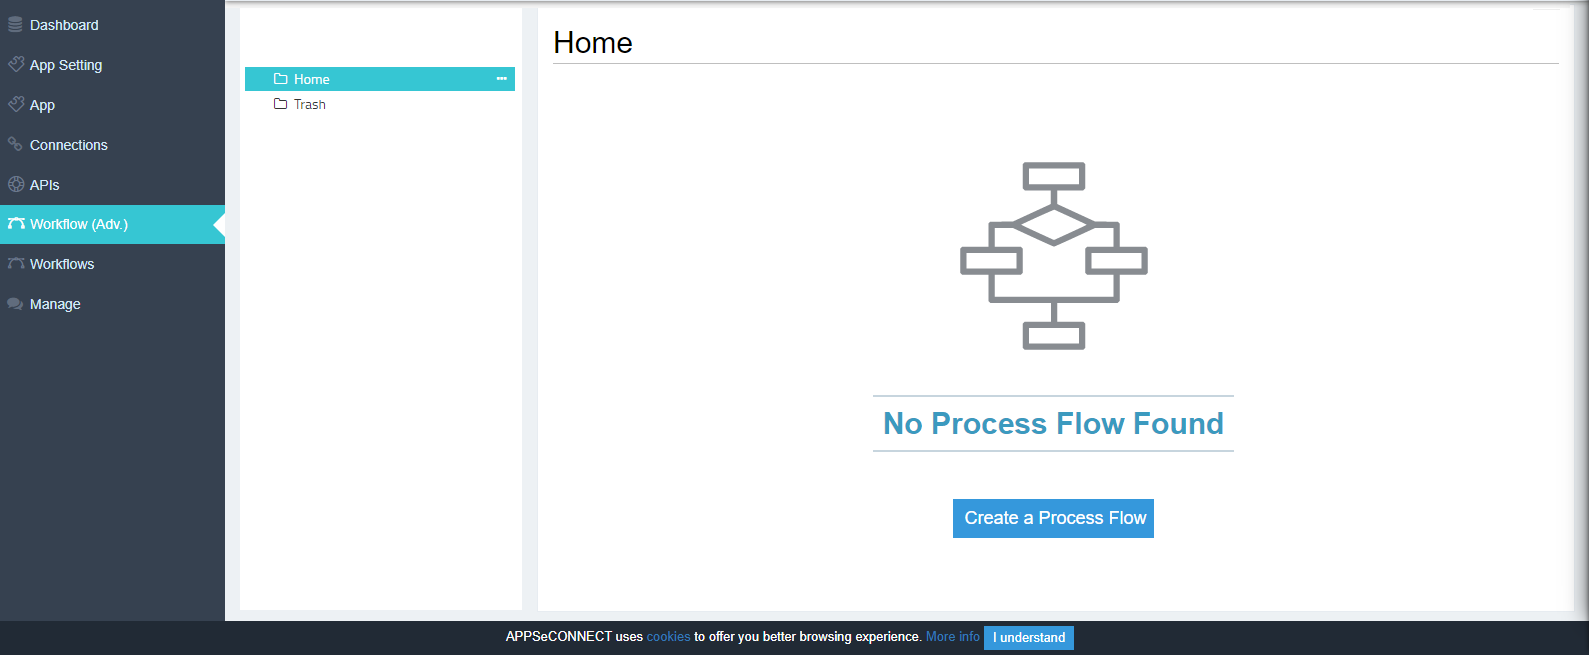 Dashboard
App Setting
App
Connections
APIs
Workflow (Adv.)
Workflows
Manage
Home
Trash
Home
No Process Flow Found
Create a Process Flow
APPSeCONNECT uses cookies to offer you better browsing experience. More info I understand